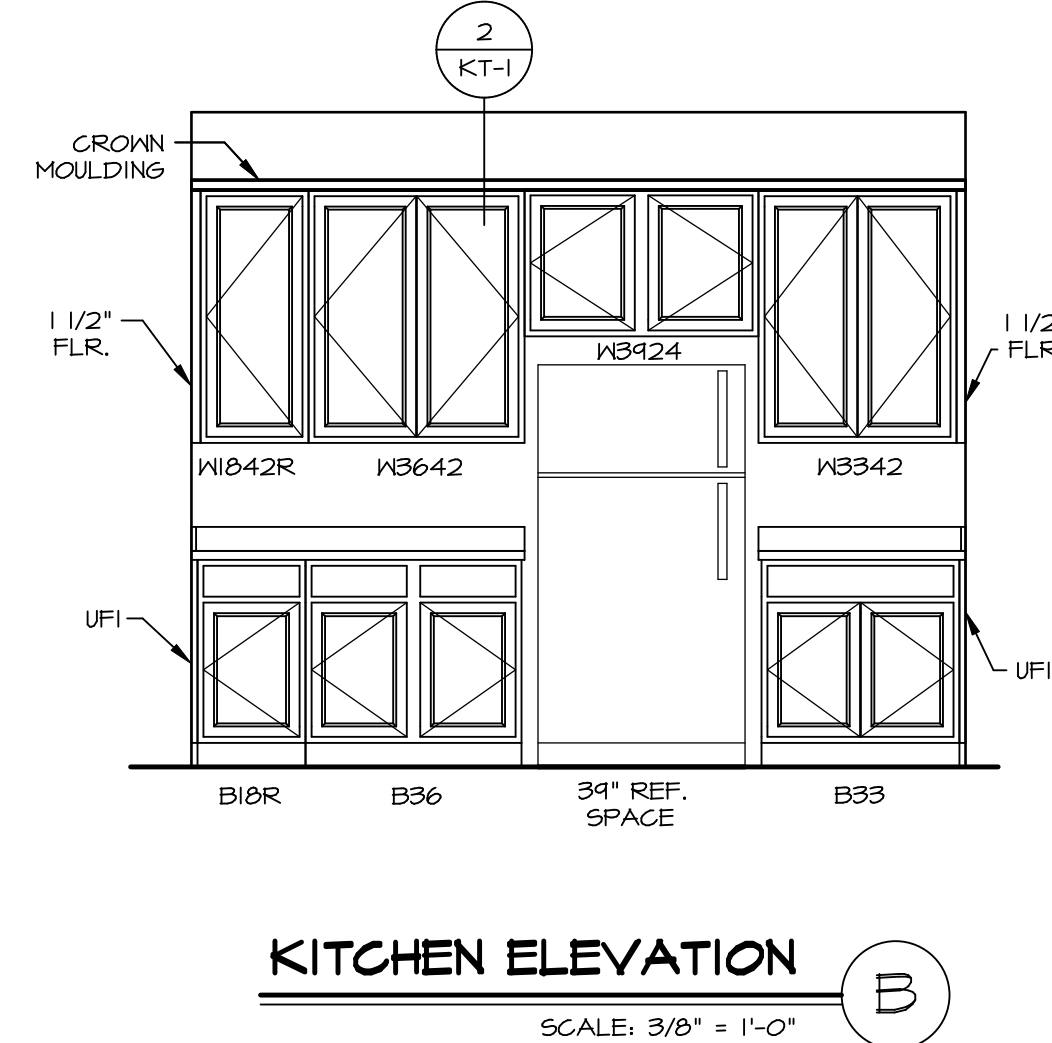 2
KT-1
CROWN
MOULDING
1 1/2"
FLR.
1 1/2
FLR
W3924
W1842R
W3642
W3342
UF1
UF1
B18R
B36
39" REF.
SPACE
B33
KITCHEN ELEVATION
B
SCALE: 3/8" = 1'-0"